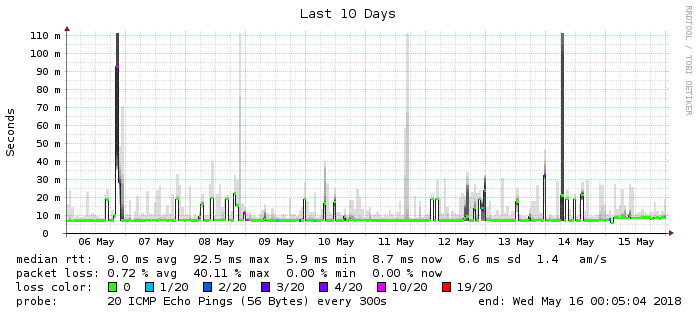 Last 10 Days
RRDTOOL / TOBI OETIKER
Seconds
110 m
100 m
90 m
80 m
70 m
60 m
50 m
40 m
30 m
20 m
10 m
0
06 May 07 May 08 May 09 May 10 May 11 May 12 May 13 May 14 May 15 May
median rtt: 9.0 ms avg 92.5 ms max 5.9 ms min 8.7 ms now 6.6 ms sd 1.4 am/s
packet loss: 0.72 % avg 40.11 % max 0.00 % min 0.00 % now
loss color: 0 1/20 2/20 3/20 4/20 10/20 19/20
probe: 20 ICMP Echo Pings (56 Bytes) every 300s end: Wed May 16 00:05:04 2018